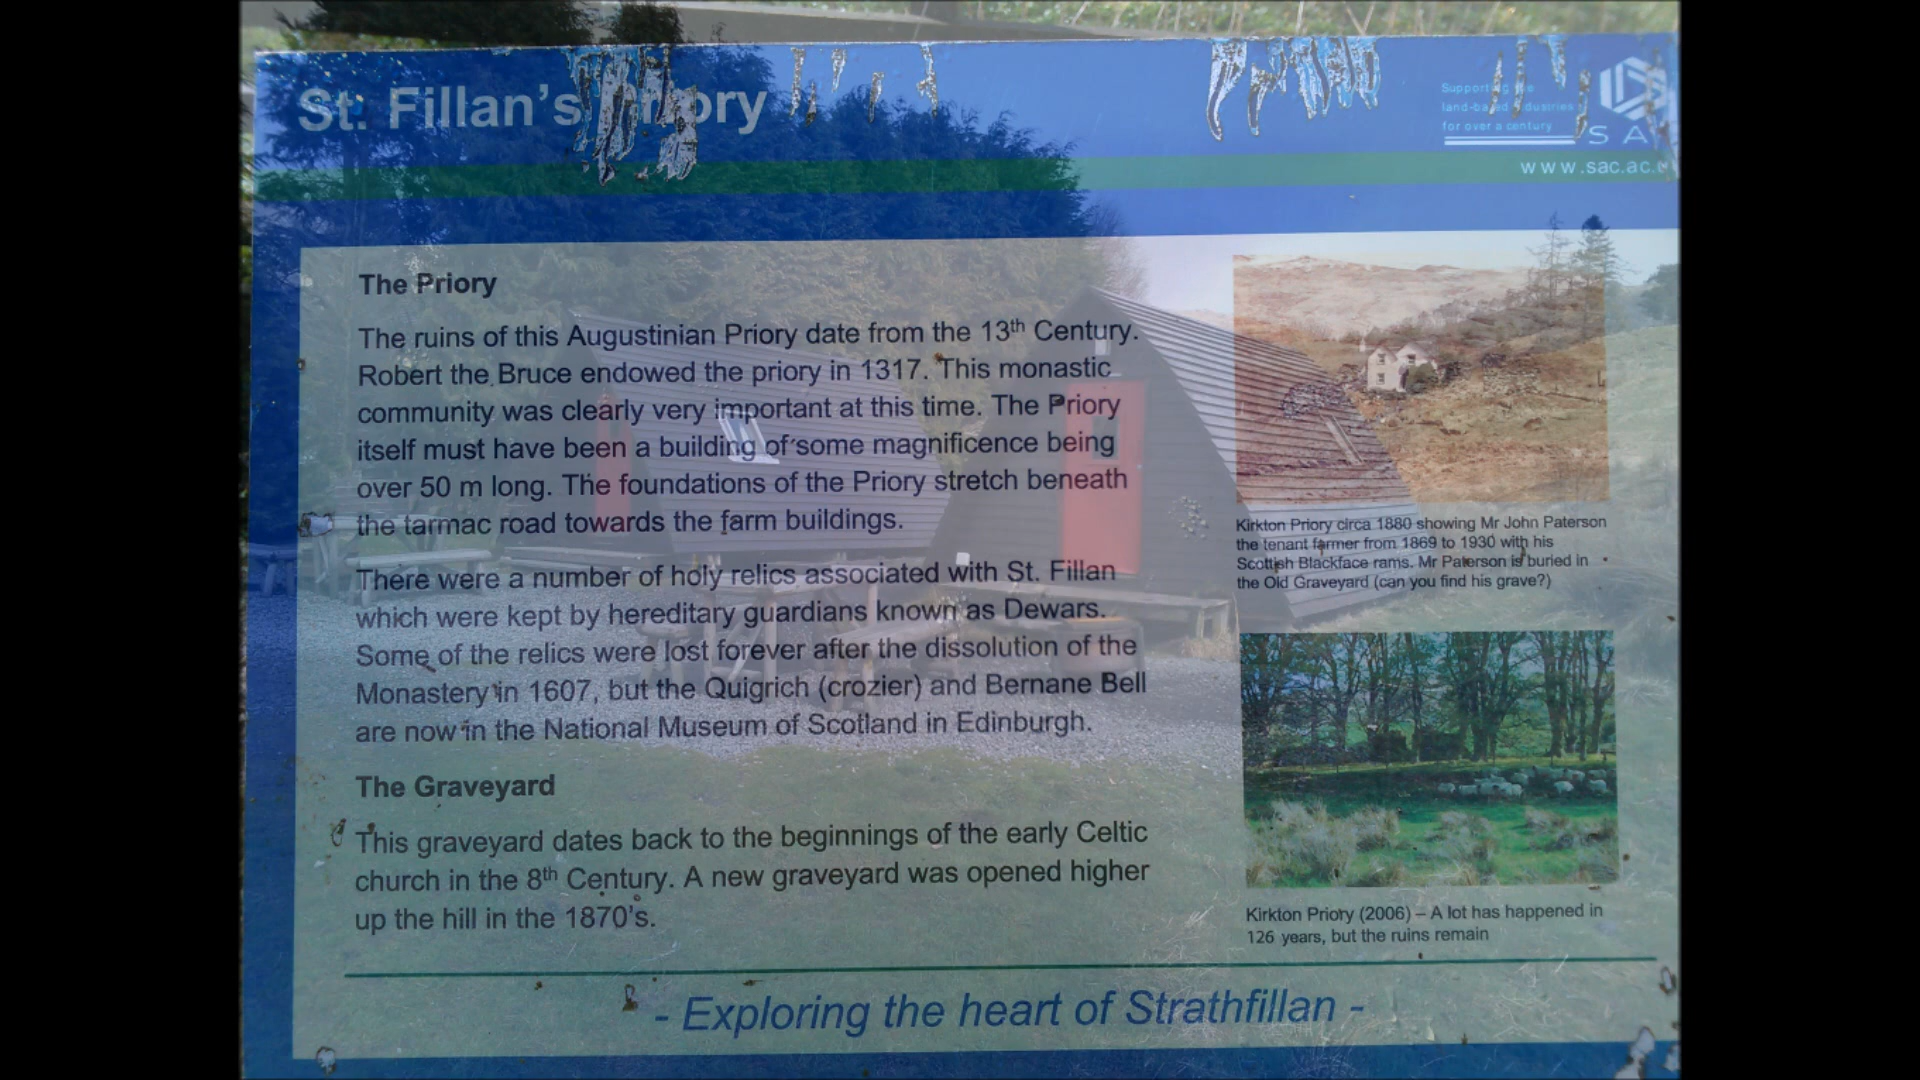 St. Fillan's Priory
Supporting the
land-based industries
for over a century
S A
www.sac.ac.
The Priory
The ruins of this Augustinian Priory date from the 13th Century.
Robert the Bruce endowed the priory in 1317. This monastic
community was clearly very important at this time. The Priory
itself must have been a building of some magnificence being
over 50 m long. The foundations of the Priory stretch beneath
the tarmac road towards the farm buildings.
There were a number of holy relics associated with St. Fillan
which were kept by hereditary guardians known as Dewars.
Some of the relics were lost forever after the dissolution of the
Monastery in 1607, but the Quigrich (crozier) and Bernane Bell
are now in the National Museum of Scotland in Edinburgh.
The Graveyard
This graveyard dates back to the beginnings of the early Celtic
church in the 8th Century. A new graveyard was opened higher
up the hill in the 1870's.
Kirkton Priory circa 1880 showing Mr John Paterson
the tenant farmer from 1869 to 1930 with his
Scottish Blackface rams. Mr Paterson is buried in
the Old Graveyard (can you find his grave?)
Kirkton Priory (2006) – A lot has happened in
126 years, but the ruins remain
- Exploring the heart of Strathfillan -